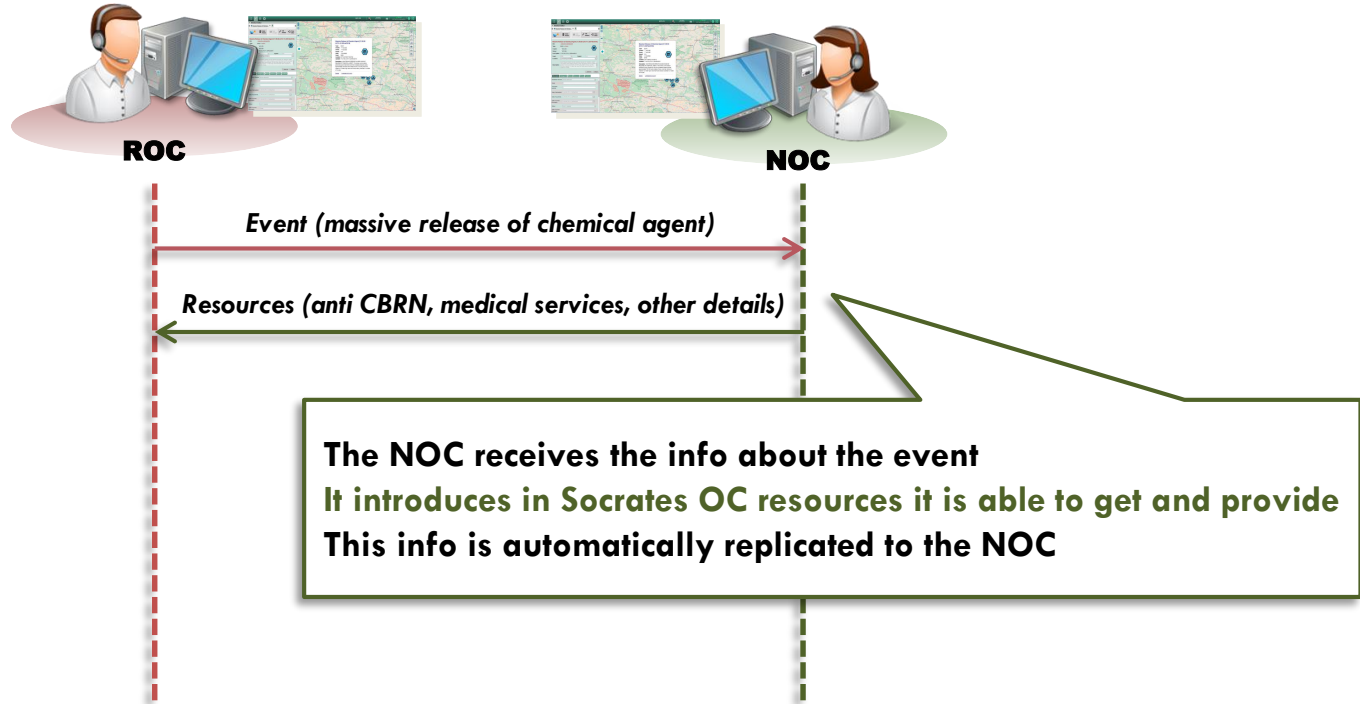 ROC
NOC
Event (massive release of chemical agent)
Resources (anti CBRN, medical services, other details)
The NOC receives the info about the event
It introduces in Socrates OC resources it is able to get and provide
This info is automatically replicated to the NOC